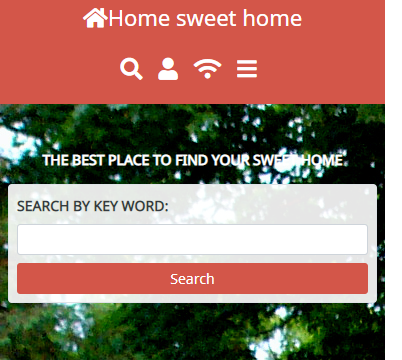 Home sweet home
THE BEST PLACE TO FIND YOUR SWEET HOME
SEARCH BY KEY WORD:
Search